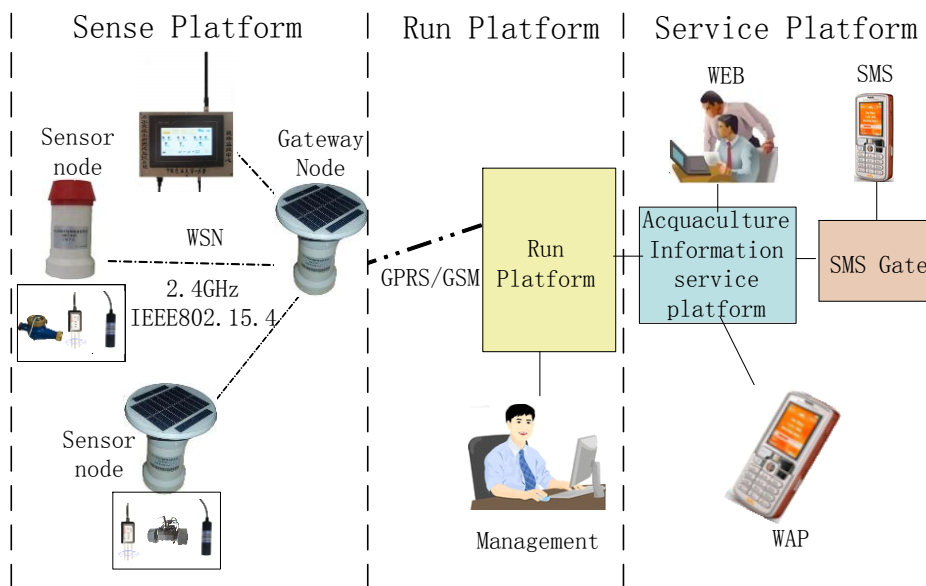 Sense Platform
Run Platform
Service Platform
WEB
SMS
Sensor
node
Gateway
Node
WSN
2.4GHz
IEEE802.15.4
GPRS/GSM
Run
Platform
Acquaculture
Information
service
platform
SMS Gate
Sensor
node
Management
WAP